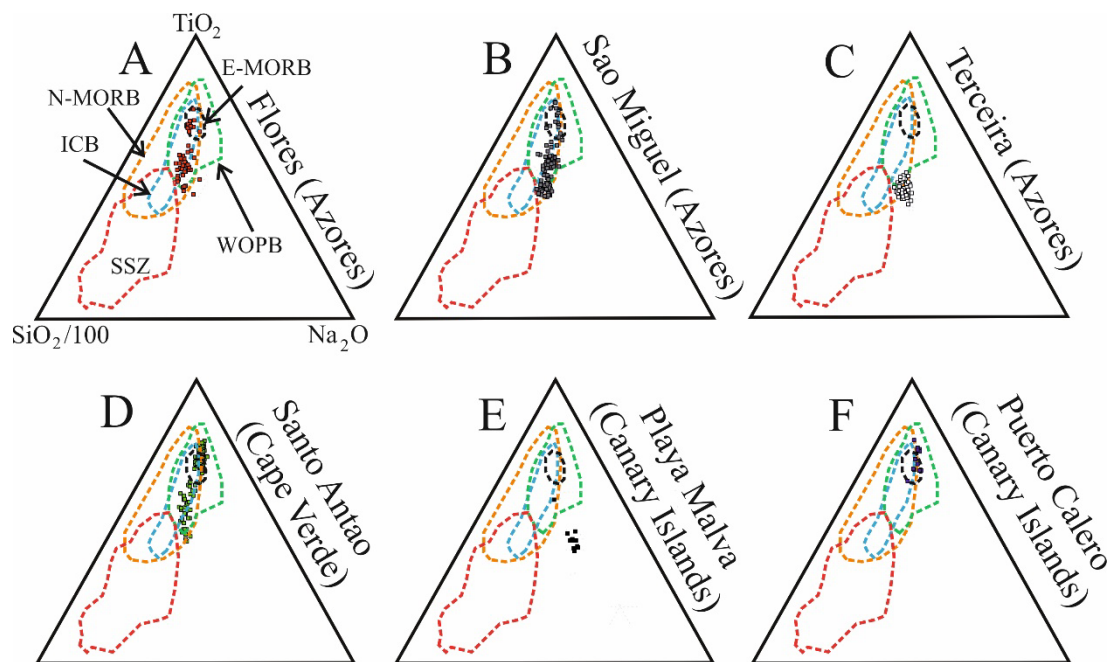 TiO₂
A
E-MORB
N-MORB
ICB
SSZ
WOPB
SiO₂/100
Na₂O
Flores (Azores)
B
Sao Miguel (Azores)
C
Terceira (Azores)
D
Santo Antao
(Cape Verde)
E
Playa Malva
(Canary Islands)
F
Puerto Calero
(Canary Islands)